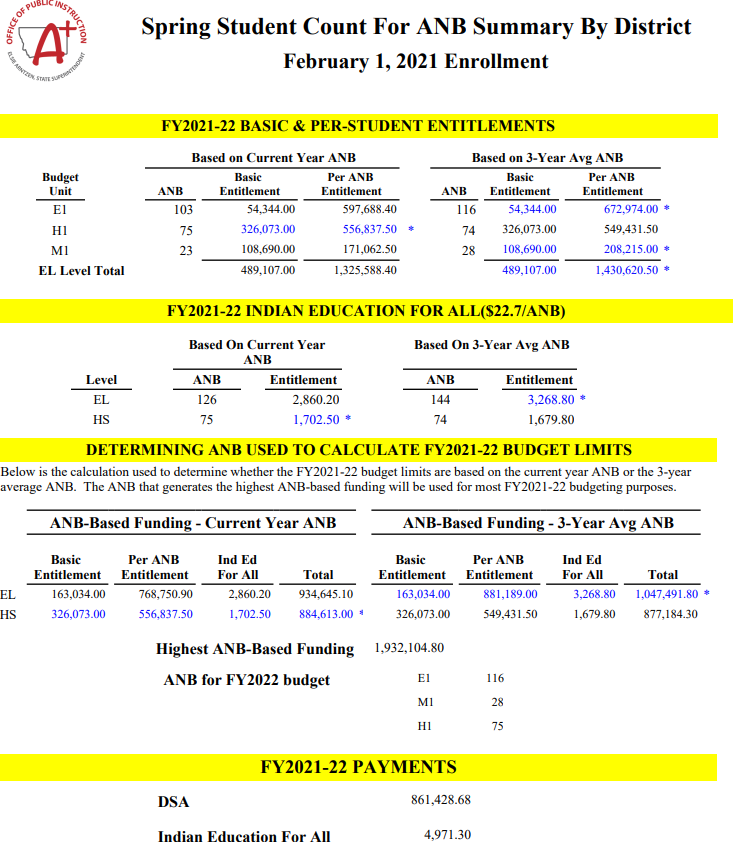 OFFICE OF PUBLIC INSTRUCTION
A+
ELSIE ARNTZEN, STATE SUPERINTENDENT
Spring Student Count For ANB Summary By District
February 1, 2021 Enrollment
FY2021-22 BASIC & PER-STUDENT ENTITLEMENTS
Based on Current Year ANB Based on 3-Year Avg ANB
Budget Basic Per ANB Basic Per ANB
Unit ANB Entitlement Entitlement ANB Entitlement Entitlement
E1 103 54,344.00 597,688.40 116 54,344.00 672,974.00 *
H1 75 326,073.00 556,837.50 * 74 326,073.00 549,431.50
M1 23 108,690.00 171,062.50 28 108,690.00 208,215.00 *
EL Level Total 489,107.00 1,325,588.40 489,107.00 1,430,620.50 *
FY2021-22 INDIAN EDUCATION FOR ALL($22.7/ANB)
Based On Current Year Based On 3-Year Avg ANB
ANB
Level ANB Entitlement ANB Entitlement
EL 126 2,860.20 144 3,268.80 *
HS 75 1,702.50 * 74 1,679.80
DETERMINING ANB USED TO CALCULATE FY2021-22 BUDGET LIMITS
Below is the calculation used to determine whether the FY2021-22 budget limits are based on the current year ANB or the 3-year
average ANB. The ANB that generates the highest ANB-based funding will be used for most FY2021-22 budgeting purposes.
ANB-Based Funding - Current Year ANB ANB-Based Funding - 3-Year Avg ANB
Basic Per ANB Ind Ed Basic Per ANB Ind Ed
Entitlement Entitlement For All Total Entitlement Entitlement For All Total
EL 163,034.00 768,750.90 2,860.20 934,645.10 163,034.00 881,189.00 3,268.80 1,047,491.80 *
HS 326,073.00 556,837.50 1,702.50 884,613.00 * 326,073.00 549,431.50 1,679.80 877,184.30
Highest ANB-Based Funding 1,932,104.80
ANB for FY2022 budget E1 116
M1 28
H1 75
FY2021-22 PAYMENTS
DSA 861,428.68
Indian Education For All 4,971.30